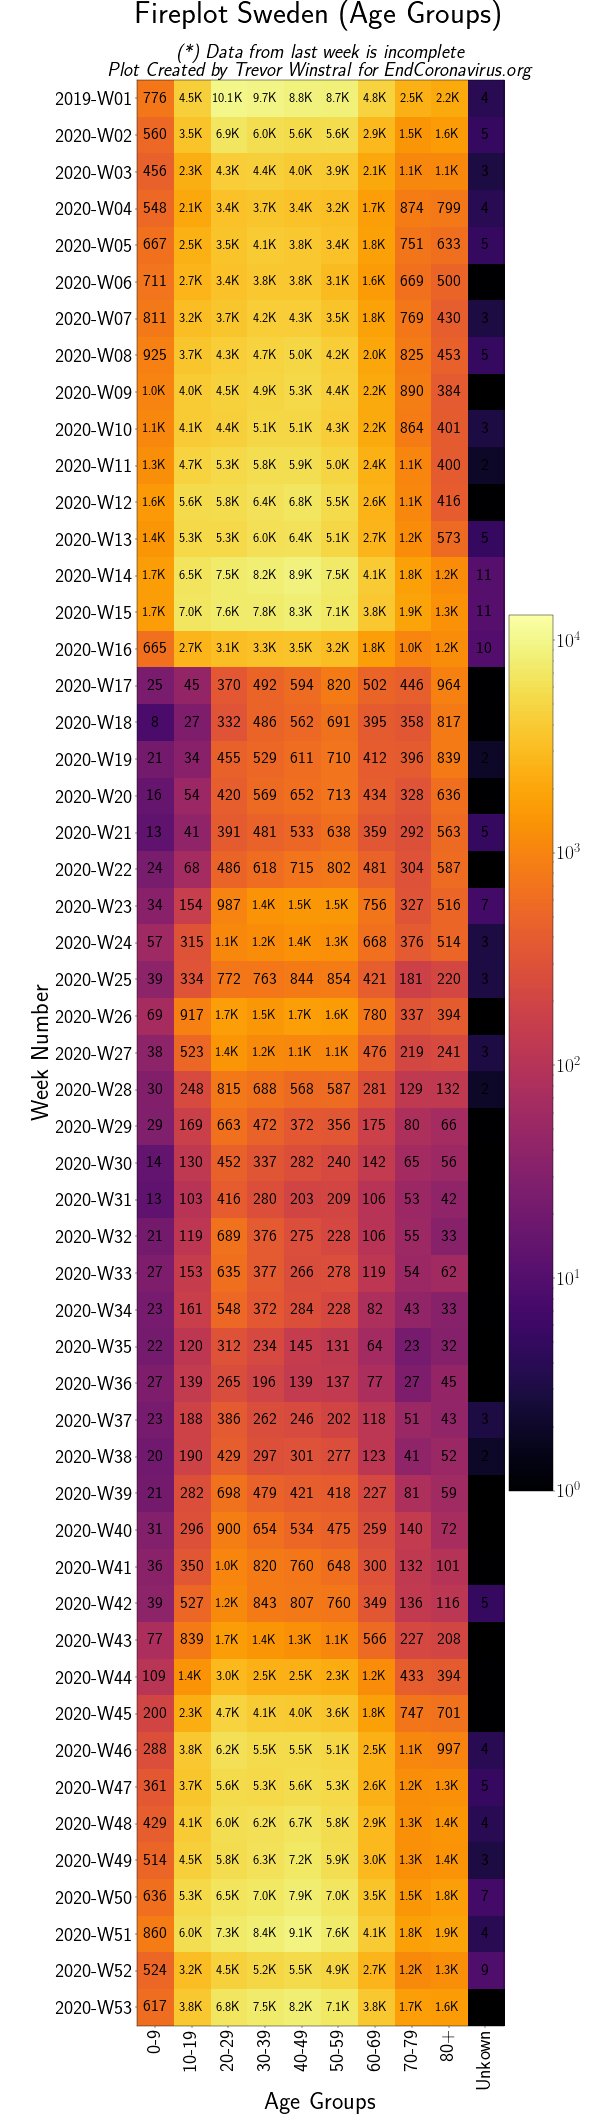 Fireplot Sweden (Age Groups)
(*) Data from last week is incomplete
Plot Created by Trevor Winstral for EndCoronavirus.org
2019-W01 776 4.5K 10.1K 9.7K 8.8K 8.7K 4.8K 2.5K 2.2K 4
2020-W02 560 3.5K 6.9K 6.0K 5.6K 5.6K 2.9K 1.5K 1.6K 5
2020-W03 456 2.3K 4.3K 4.4K 4.0K 3.9K 2.1K 1.1K 1.1K 3
2020-W04 548 2.1K 3.4K 3.7K 3.4K 3.2K 1.7K 874 799 4
2020-W05 667 2.5K 3.5K 4.1K 3.8K 3.4K 1.8K 751 633 5
2020-W06 711 2.7K 3.4K 3.8K 3.8K 3.1K 1.6K 669 500
2020-W07 811 3.2K 3.7K 4.2K 4.3K 3.5K 1.8K 769 430 3
2020-W08 925 3.7K 4.3K 4.7K 5.0K 4.2K 2.0K 825 453 5
2020-W09 1.0K 4.0K 4.5K 4.9K 5.3K 4.4K 2.2K 890 384
2020-W10 1.1K 4.1K 4.4K 5.1K 5.1K 4.3K 2.2K 864 401 3
2020-W11 1.3K 4.7K 5.3K 5.8K 5.9K 5.0K 2.4K 1.1K 400 2
2020-W12 1.6K 5.6K 5.8K 6.4K 6.8K 5.5K 2.6K 1.1K 416
2020-W13 1.4K 5.3K 5.3K 6.0K 6.4K 5.1K 2.7K 1.2K 573 5
2020-W14 1.7K 6.5K 7.5K 8.2K 8.9K 7.5K 4.1K 1.8K 1.2K 11
2020-W15 1.7K 7.0K 7.6K 7.8K 8.3K 7.1K 3.8K 1.9K 1.3K 11
2020-W16 665 2.7K 3.1K 3.3K 3.5K 3.2K 1.8K 1.0K 1.2K 10
2020-W17 25 45 370 492 594 820 502 446 964
2020-W18 8 27 332 486 562 691 395 358 817
2020-W19 21 34 455 529 611 710 412 396 839 2
2020-W20 16 54 420 569 652 713 434 328 636
2020-W21 13 41 391 481 533 638 359 292 563 5
2020-W22 24 68 486 618 715 802 481 304 587
2020-W23 34 154 987 1.4K 1.5K 1.5K 756 327 516 7
2020-W24 57 315 1.1K 1.2K 1.4K 1.3K 668 376 514 3
2020-W25 39 334 772 763 844 854 421 181 220 3
2020-W26 69 917 1.7K 1.5K 1.7K 1.6K 780 337 394
2020-W27 38 523 1.4K 1.2K 1.1K 1.1K 476 219 241 3
2020-W28 30 248 815 688 568 587 281 129 132 2
2020-W29 29 169 663 472 372 356 175 80 66
2020-W30 14 130 452 337 282 240 142 65 56
2020-W31 13 103 416 280 203 209 106 53 42
2020-W32 21 119 689 376 275 228 106 55 33
2020-W33 27 153 635 377 266 278 119 54 62
2020-W34 23 161 548 372 284 228 82 43 33
2020-W35 22 120 312 234 145 131 64 23 32
2020-W36 27 139 265 196 139 137 77 27 45
2020-W37 23 188 386 262 246 202 118 51 43 3
2020-W38 20 190 429 297 301 277 123 41 52 2
2020-W39 21 282 698 479 421 418 227 81 59
2020-W40 31 296 900 654 534 475 259 140 72
2020-W41 36 350 1.0K 820 760 648 300 132 101
2020-W42 39 527 1.2K 843 807 760 349 136 116 5
2020-W43 77 839 1.7K 1.4K 1.3K 1.1K 566 227 208
2020-W44 109 1.4K 3.0K 2.5K 2.5K 2.3K 1.2K 433 394
2020-W45 200 2.3K 4.7K 4.1K 4.0K 3.6K 1.8K 747 701
2020-W46 288 3.8K 6.2K 5.5K 5.5K 5.1K 2.5K 1.1K 997 4
2020-W47 361 3.7K 5.6K 5.3K 5.6K 5.3K 2.6K 1.2K 1.3K 5
2020-W48 429 4.1K 6.0K 6.2K 6.7K 5.8K 2.9K 1.3K 1.4K 4
2020-W49 514 4.5K 5.8K 6.3K 7.2K 5.9K 3.0K 1.3K 1.4K 3
2020-W50 636 5.3K 6.5K 7.0K 7.9K 7.0K 3.5K 1.5K 1.8K 7
2020-W51 860 6.0K 7.3K 8.4K 9.1K 7.6K 4.1K 1.8K 1.9K 4
2020-W52 524 3.2K 4.5K 5.2K 5.5K 4.9K 2.7K 1.2K 1.3K 9
2020-W53 617 3.8K 6.8K 7.5K 8.2K 7.1K 3.8K 1.7K 1.6K
0-9 10-19 20-29 30-39 40-49 50-59 60-69 70-79 80+ Unkown
Age Groups
Week Number
10⁴
10³
10²
10¹
10⁰